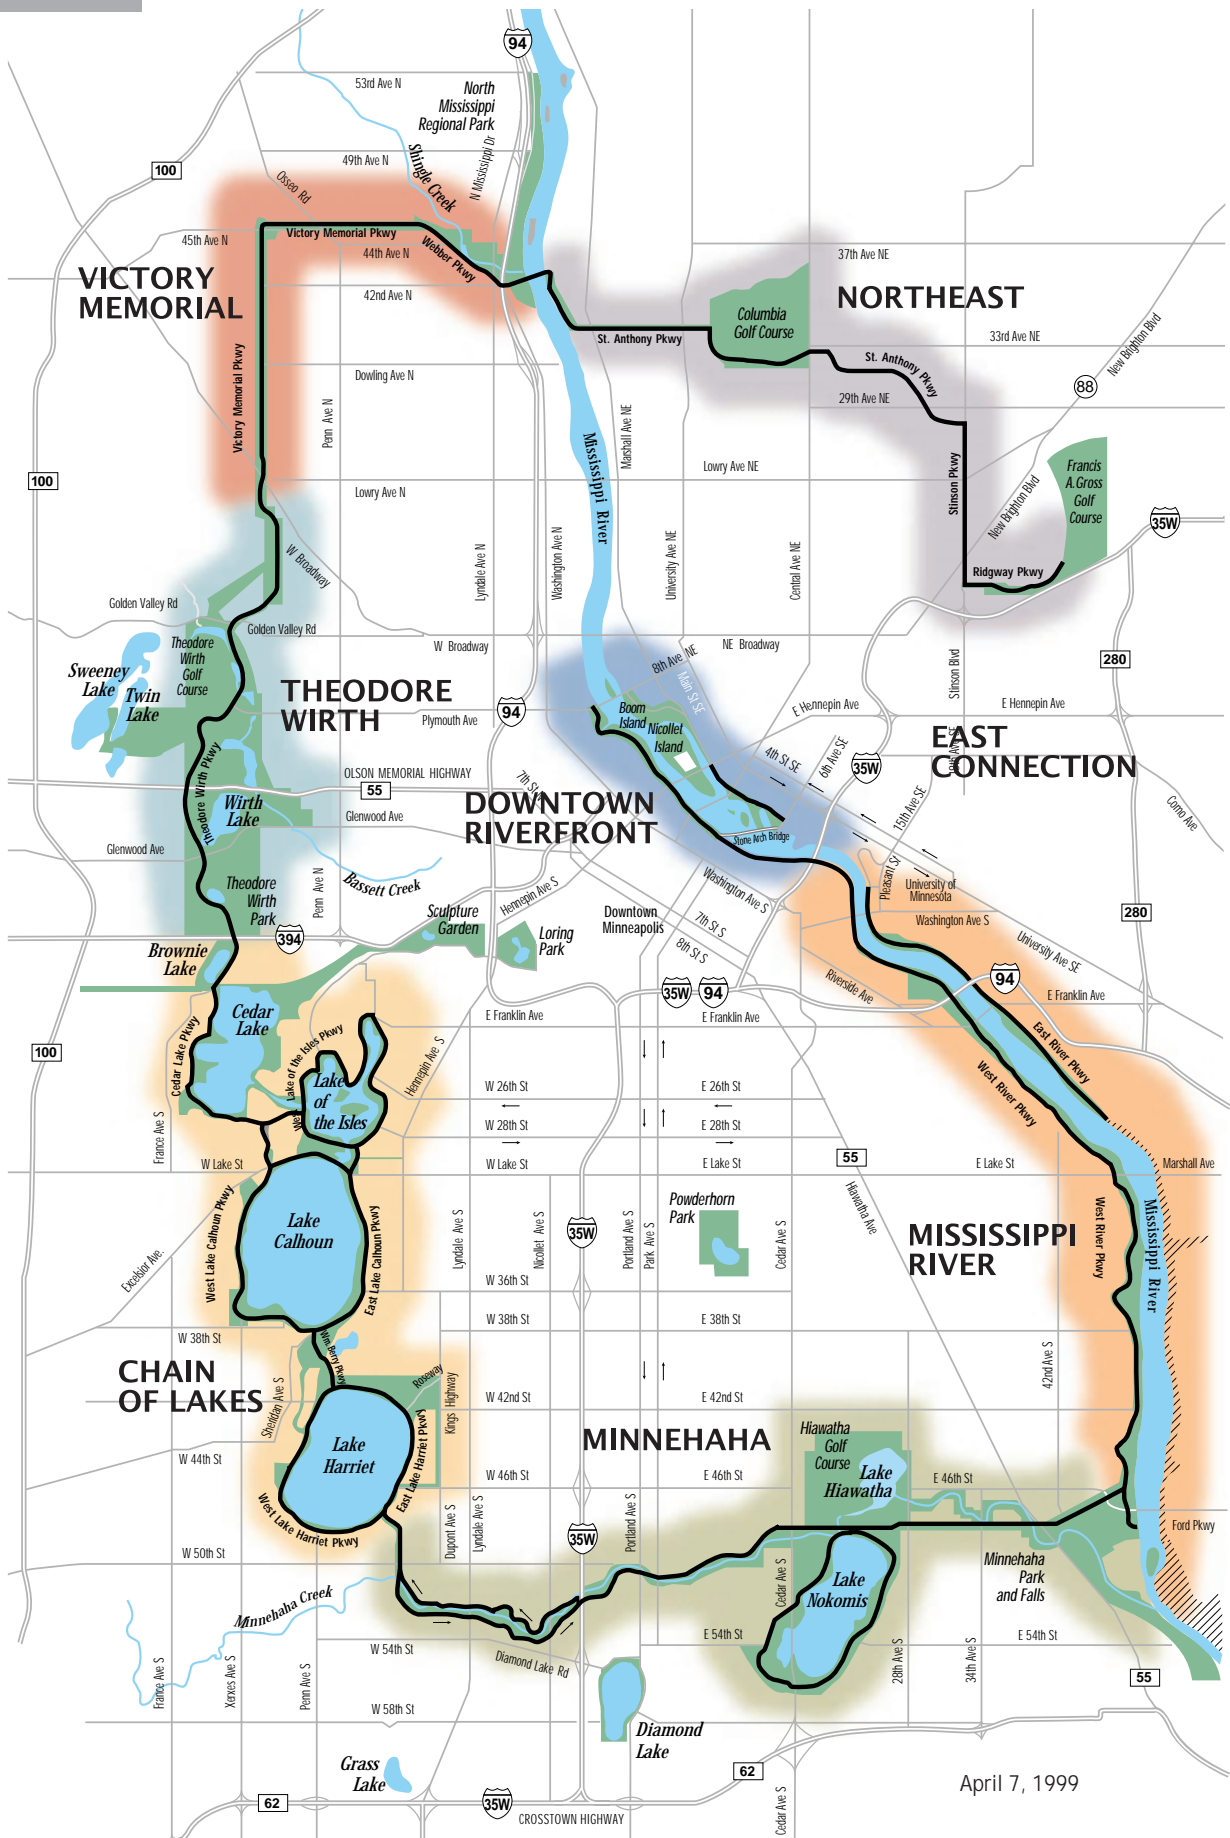 94
53rd Ave N
North
Mississippi
Regional Park
N Mississippi Dr
49th Ave N
Shingle Creek
100
Osseo Rd
45th Ave N
Victory Memorial Pkwy
44th Ave N
Webber Pkwy
42nd Ave N
VICTORY
MEMORIAL
37th Ave NE
NORTHEAST
Columbia
Golf Course
St. Anthony Pkwy
33rd Ave NE
New Brighton Blvd
St. Anthony Pkwy
88
29th Ave NE
Dowling Ave N
Victory Memorial Pkwy
Penn Ave N
Marshall Ave NE
Mississippi River
Lowry Ave NE
Stinson Pkwy
Francis
A.Gross
Golf
Course
100
Lowry Ave N
New Brighton Blvd
35W
W Broadway
Lyndale Ave N
Washington Ave N
University Ave NE
Central Ave NE
Ridgway Pkwy
Golden Valley Rd
Golden Valley Rd
W Broadway
NE Broadway
Theodore
Wirth
Golf
Course
Sweeney
Lake
Twin
Lake
8th Ave NE
Main St SE
Stinson Blvd
280
THEODORE
WIRTH
94
Plymouth Ave
Boom
Island
Nicollet
Island
E Hennepin Ave
E Hennepin Ave
EAST
CONNECTION
Theodore Wirth Pkwy
OLSON MEMORIAL HIGHWAY
55
7th St N
4th St SE
6th Ave SE
35W
Wirth
Lake
Glenwood Ave
DOWNTOWN
RIVERFRONT
15th Ave SE
Como Ave
Stone Arch Bridge
Glenwood Ave
Bassett Creek
Theodore
Wirth
Park
Penn Ave N
Washington Ave S
Pleasant St
University of
Minnesota
Hennepin Ave S
Sculpture
Garden
Loring
Park
Downtown
Minneapolis
7th St S
8th St S
Washington Ave S
280
394
Brownie
Lake
University Ave SE
Riverside Ave
35W
94
94
E Franklin Ave
Cedar
Lake
E Franklin Ave
E Franklin Ave
Cedar Lake Pkwy
West Lake of the Isles Pkwy
Hennepin Ave S
East River Pkwy
West River Pkwy
100
Lake
of
the Isles
W 26th St
E 26th St
W 28th St
E 28th St
France Ave S
W Lake St
W Lake St
E Lake St
55
E Lake St
Marshall Ave
West Lake Calhoun Pkwy
Lake
Calhoun
East Lake Calhoun Pkwy
Lyndale Ave S
Nicollet Ave S
35W
Portland Ave S
Park Ave S
Powderhorn
Park
Cedar Ave S
Hiawatha Ave
West River Pkwy
Mississippi River
MISSISSIPPI
RIVER
Excelsior Ave.
W 36th St
W 38th St
W 38th St
E 38th St
Wm. Berry Pkwy
CHAIN
OF LAKES
Sheridan Ave S
Roseway
Kings Highway
W 42nd St
E 42nd St
42nd Ave S
W 44th St
Lake
Harriet
East Lake Harriet Pkwy
West Lake Harriet Pkwy
MINNEHAHA
W 46th St
E 46th St
Hiawatha
Golf
Course
Lake
Hiawatha
E 46th St
Dupont Ave S
Lyndale Ave S
35W
Portland Ave S
Ford Pkwy
W 50th St
Minnehaha Creek
Cedar Ave S
Lake
Nokomis
Minnehaha
Park
and Falls
W 54th St
Diamond Lake Rd
E 54th St
E 54th St
France Ave S
Xerxes Ave S
Penn Ave S
28th Ave S
34th Ave S
55
W 58th St
Diamond
Lake
Grass
Lake
62
April 7, 1999
62
35W
CROSSTOWN HIGHWAY
Cedar Ave S